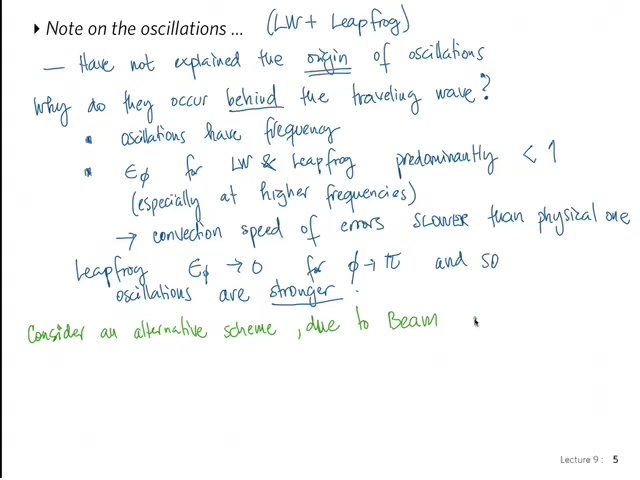 ▸ Note on the oscillations ... (LW + Leapfrog)
— Have not explained the origin of oscillations
Why do they occur behind the traveling wave?
• oscillations have frequency
• ϵϕ for LW & Leapfrog predominantly < 1
(especially at higher frequencies)
→ convection speed of errors SLOWER than physical one
Leapfrog ϵϕ → 0 for ϕ → π and so
oscillations are stronger.
Consider an alternative scheme, due to Beam
Lecture 9 : 5